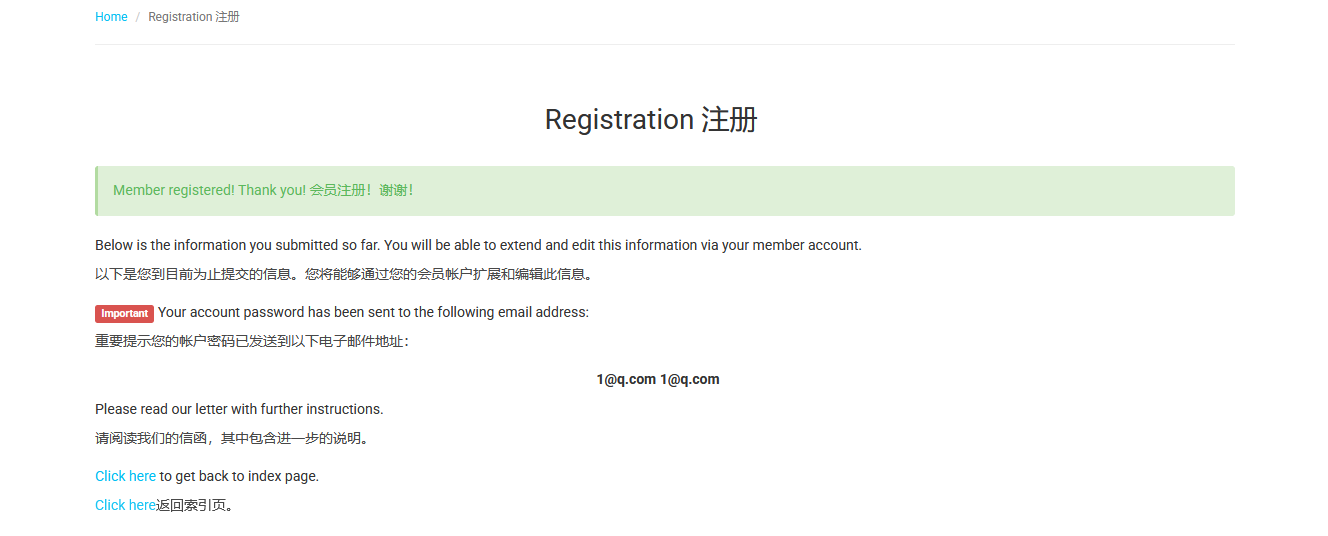 Home / Registration 注册
Registration 注册
Member registered! Thank you! 会员注册！谢谢！
Below is the information you submitted so far. You will be able to extend and edit this information via your member account.
以下是您到目前为止提交的信息。您将能够通过您的会员帐户扩展和编辑此信息。
Important Your account password has been sent to the following email address:
重要提示您的帐户密码已发送到以下电子邮件地址：
1@q.com 1@q.com
Please read our letter with further instructions.
请阅读我们的信函，其中包含进一步的说明。
Click here to get back to index page.
Click here返回索引页。